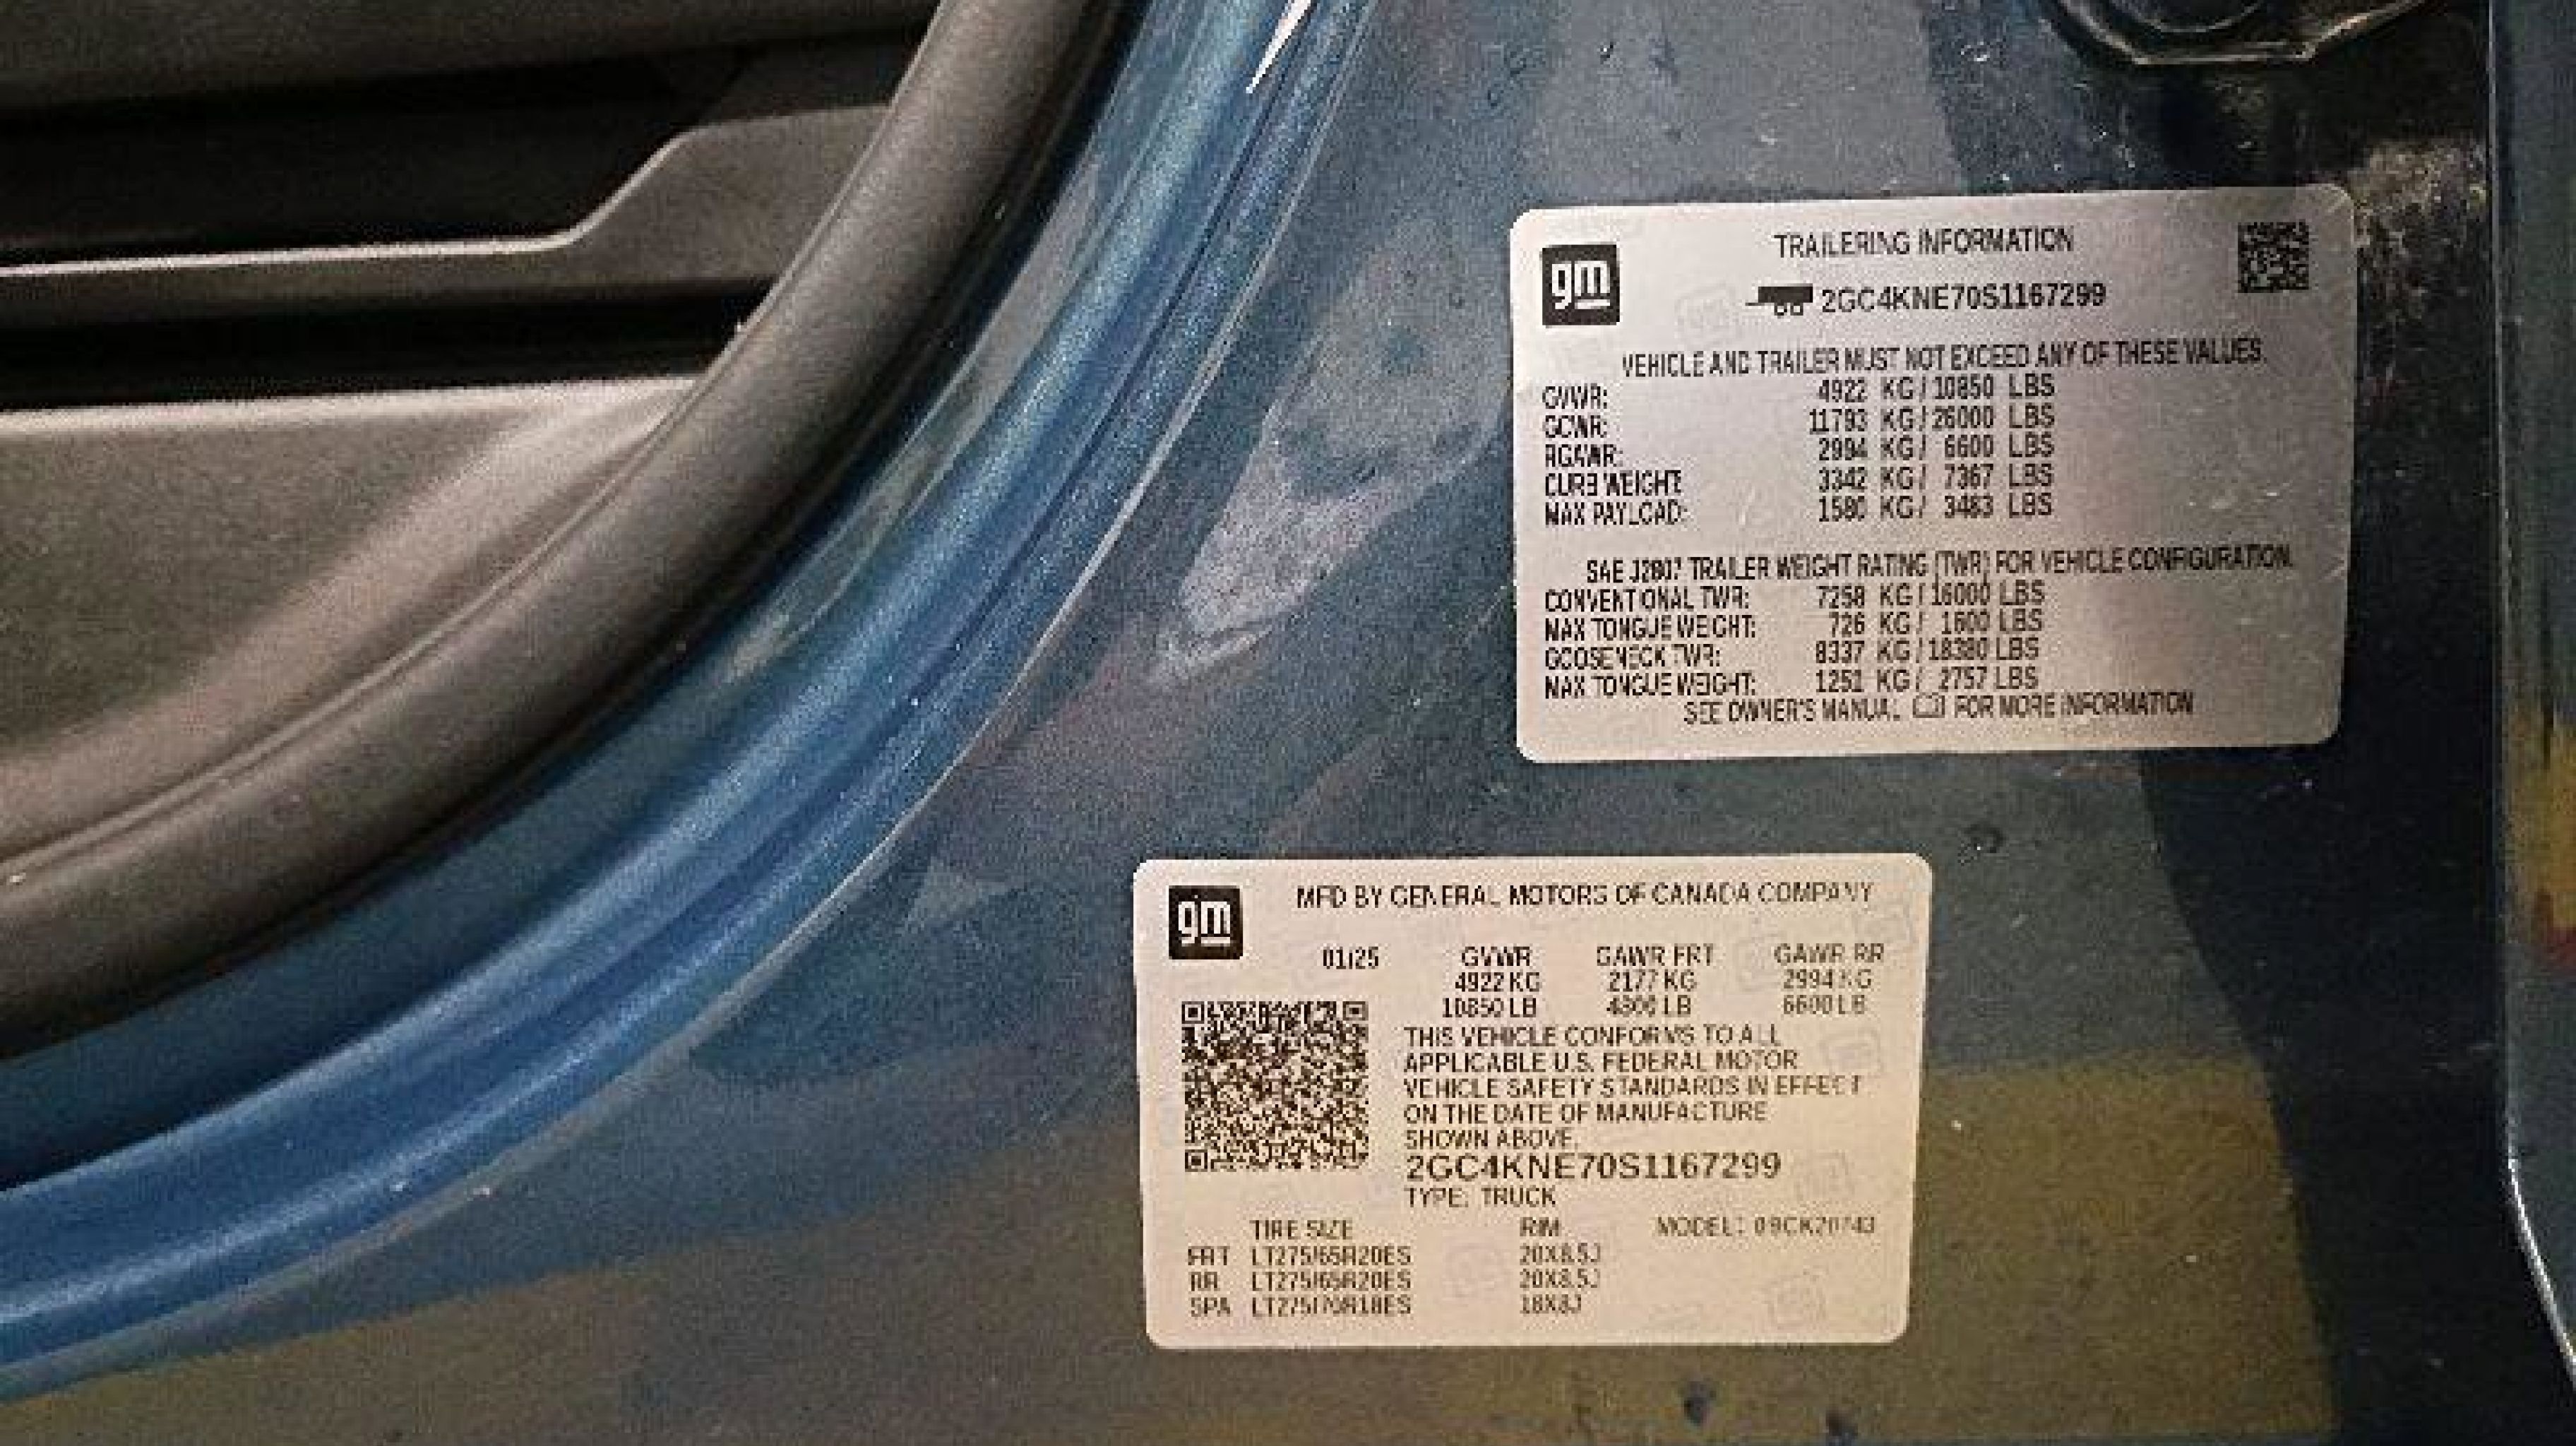 gm
TRAILERING INFORMATION
2GC4KNE70S1167299
VEHICLE AND TRAILER MUST NOT EXCEED ANY OF THESE VALUES.
GVWR: 4922 KG / 10850 LBS
GCWR: 11793 KG / 26000 LBS
RGAWR: 2994 KG / 6600 LBS
CURB WEIGHT: 3342 KG / 7367 LBS
MAX PAYLOAD: 1580 KG / 3483 LBS
SAE J2807 TRAILER WEIGHT RATING (TWR) FOR VEHICLE CONFIGURATION.
CONVENTIONAL TWR: 7258 KG / 16000 LBS
MAX TONGUE WEIGHT: 726 KG / 1600 LBS
GOOSENECK TWR: 8337 KG / 18380 LBS
MAX TONGUE WEIGHT: 1251 KG / 2757 LBS
SEE OWNER'S MANUAL FOR MORE INFORMATION
gm
MFD BY GENERAL MOTORS OF CANADA COMPANY
01/25 GVWR GAWR FRT GAWR RR
4922 KG 2177 KG 2994 KG
10850 LB 4800 LB 6600 LB
THIS VEHICLE CONFORMS TO ALL
APPLICABLE U.S. FEDERAL MOTOR
VEHICLE SAFETY STANDARDS IN EFFECT
ON THE DATE OF MANUFACTURE
SHOWN ABOVE.
2GC4KNE70S1167299
TYPE: TRUCK
TIRE SIZE RIM MODEL: 09CK20743
FRT LT275/65R20ES 20X8.5J
RR LT275/65R20ES 20X8.5J
SPA LT275/70R18ES 18X8J